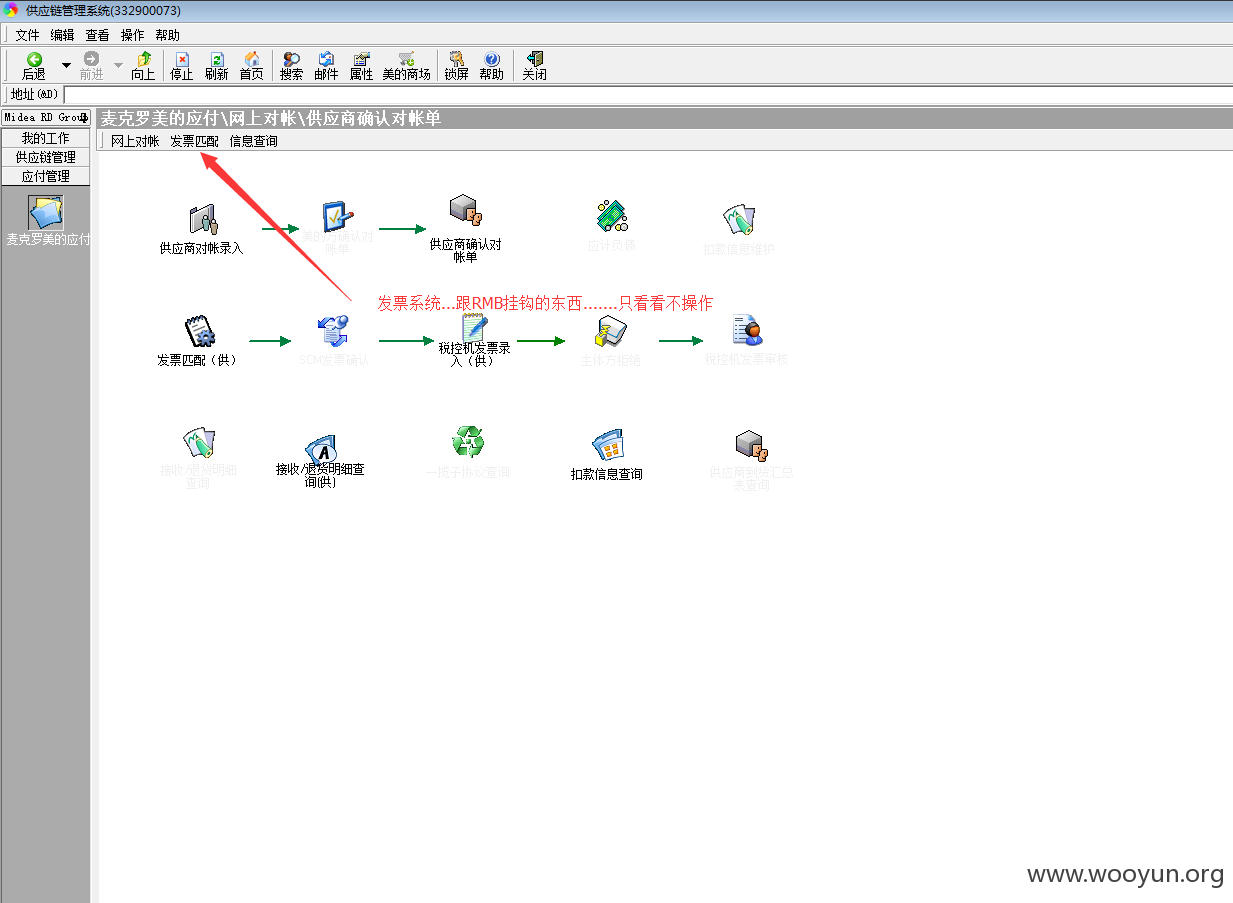 供应链管理系统(332900073)
文件 编辑 查看 操作 帮助
后退 前进 向上 停止 刷新 首页 搜索 邮件 属性 美的商场 锁屏 帮助 关闭
地址(&D)
Midea RD Group
麦克罗美的应付\网上对帐\供应商确认对帐单
我的工作
供应链管理
应付管理
麦克罗美的应付
网上对帐 发票匹配 信息查询
供应商对帐录入
美的方确认对
帐单
供应商确认对
帐单
应计负债
扣款信息维护
发票系统...跟RMB挂钩的东西.......只看看不操作
发票匹配（供）
SCM发票确认
税控机发票录
入（供）
主体方拒绝
税控机发票审核
接收/退货明细
查询
接收/退货明细查
询(供)
一揽子协议查询
扣款信息查询
供应商到货汇总
表查询
www.wooyun.org